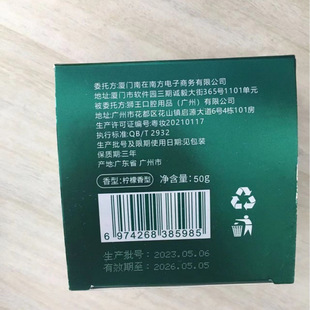 委托方:厦门南在南方电子商务有限公司
地址:厦门市软件园三期诚毅大街365号1101单元
被委托方:狮王口腔用品（广州）有限公司
地址:广州市花都区花山镇启源大道6号4栋101房
生产许可证编号:粤妆20210117
执行标准号:QB/T 2932
生产批号及限期使用日期见包装
保质期三年
产地:广东省 广州市
香型:柠檬香型 净含量:50g
6 974268 385985
生产批号: 2023.05.06
有效期至: 2026.05.05